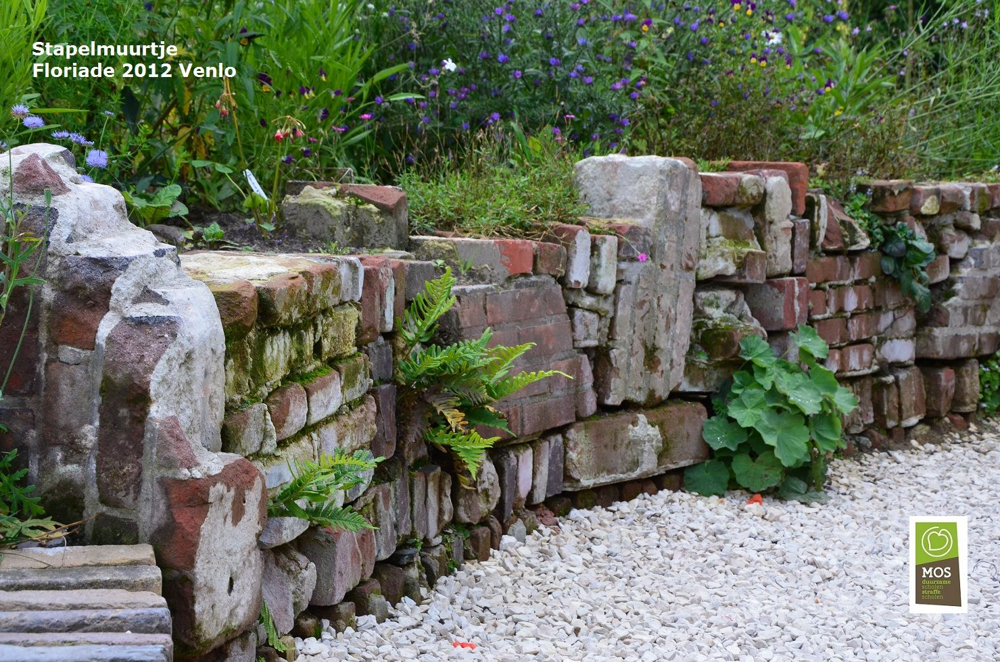 Stapelmuurtje
Floriade 2012 Venlo
MOS
duurzame
scholen
straffe
scholen